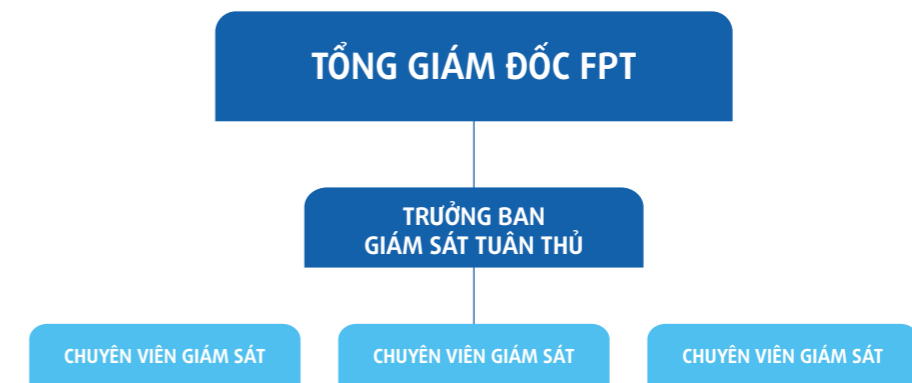 TỔNG GIÁM ĐỐC FPT
TRƯỞNG BAN
GIÁM SÁT TUÂN THỦ
CHUYÊN VIÊN GIÁM SÁT
CHUYÊN VIÊN GIÁM SÁT
CHUYÊN VIÊN GIÁM SÁT